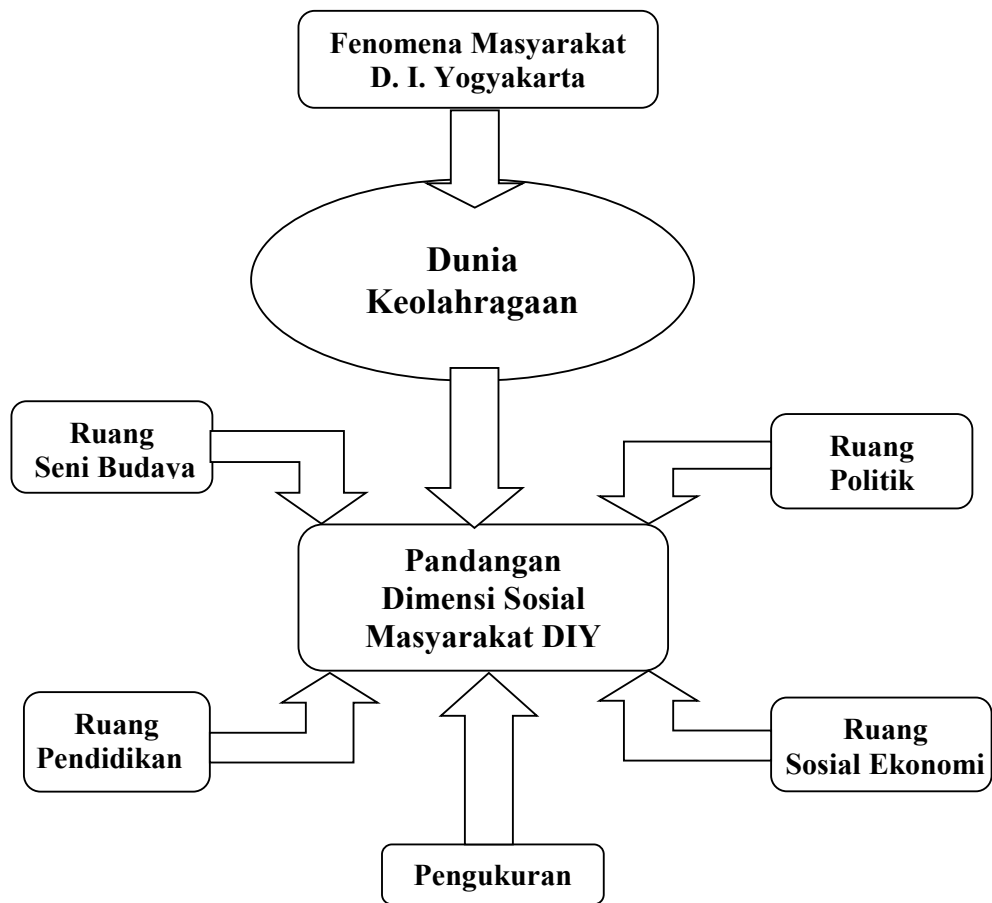 Fenomena Masyarakat
D. I. Yogyakarta
Dunia
Keolahragaan
Ruang
Seni Budava
Ruang
Politik
Pandangan
Dimensi Sosial
Masyarakat DIY
Ruang
Pendidikan
Ruang
Sosial Ekonomi
Pengukuran